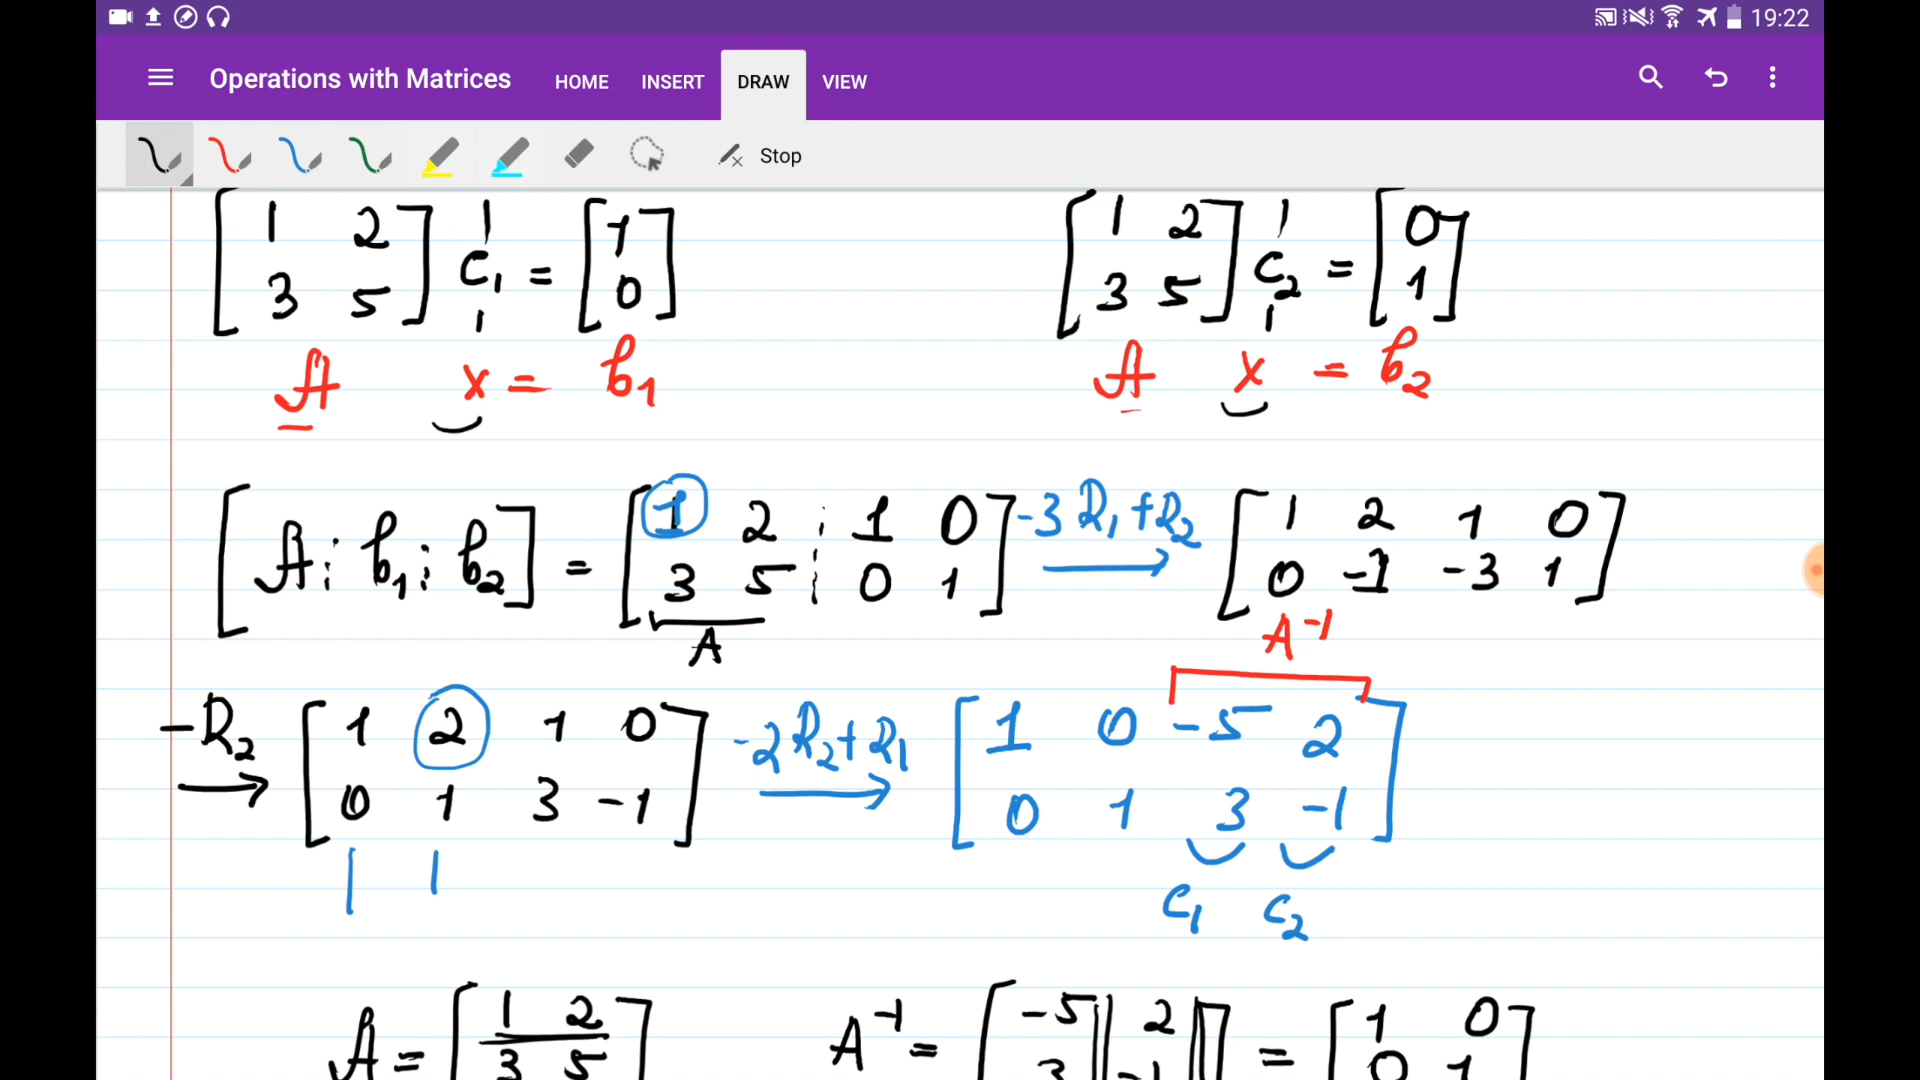 19:22
Operations with Matrices HOME INSERT DRAW VIEW
Stop
[1 2] c₁ = [1] [1 2] c₂ = [0]
[3 5] [0] [3 5] [1]
A x = b₁ A x = b₂
[A ⋮ b₁ ⋮ b₂] = [1 2 ⋮ 1 0] -3R₁+R₂ → [1 2 1 0]
[3 5 ⋮ 0 1] [0 -1 -3 1]
A A⁻¹
-R₂ → [1 2 1 0] -2R₂+R₁ → [1 0 -5 2]
[0 1 3 -1] [0 1 3 -1]
c₁ c₂
A = [1 2] A⁻¹ = [-5 2] = [1 0]
[3 5] [3 -1] [0 1]